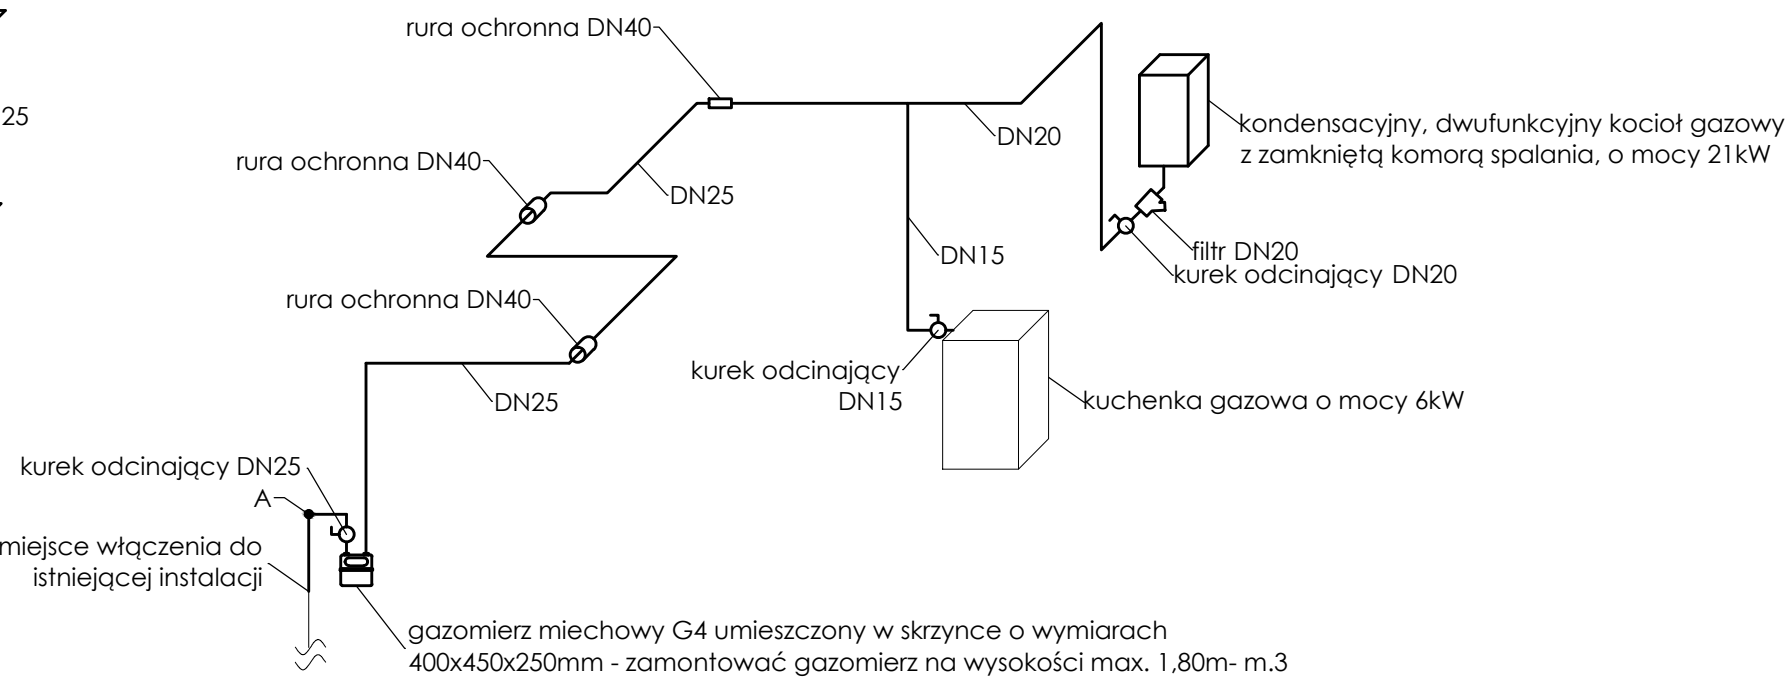 rura ochronna DN40
25
kondensacyjny, dwufunkcyjny kocioł gazowy
z zamkniętą komorą spalania, o mocy 21kW
DN20
rura ochronna DN40
DN25
DN15
filtr DN20
kurek odcinający DN20
rura ochronna DN40
kurek odcinający
DN15
DN25
kuchenka gazowa o mocy 6kW
kurek odcinający DN25
A
miejsce włączenia do
istniejącej instalacji
gazomierz miechowy G4 umieszczony w skrzynce o wymiarach
400x450x250mm - zamontować gazomierz na wysokości max. 1,80m- m.3